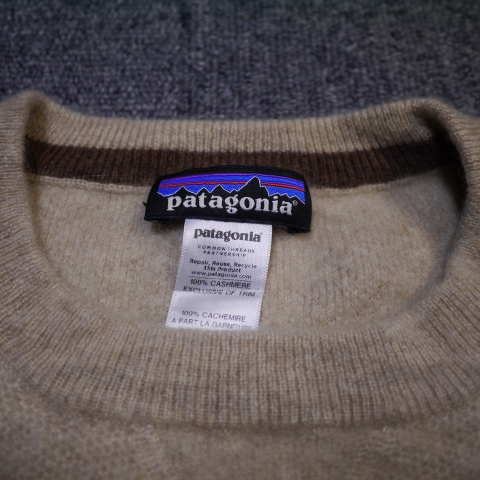 patagonia®
patagonia®
COMMON THREADS
PARTNERSHIP
Repair, Reuse, Recycle
This Product
www.patagonia.com
100% CASHMERE
EXCLUSIVE OF TRIM
100% CACHEMIRE
A PART LA GARNITURE